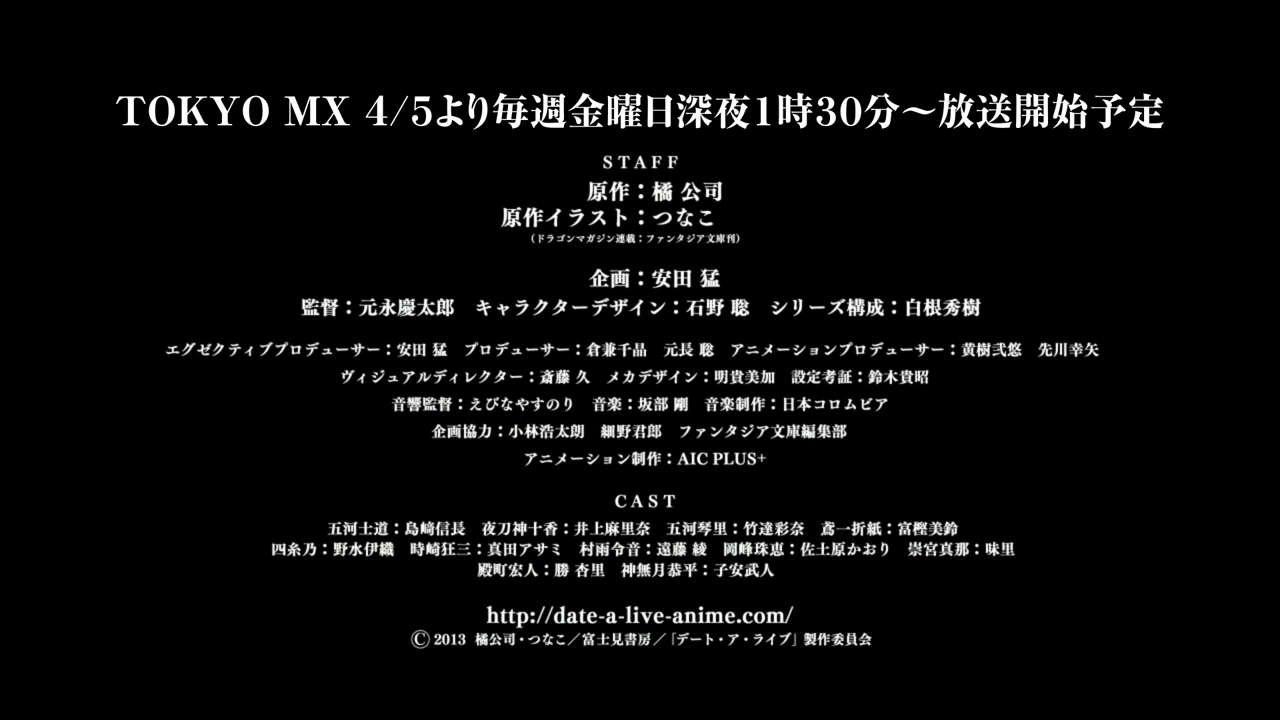 TOKYO MX 4/5より毎週金曜日深夜1時30分～放送開始予定
STAFF
原作：橘 公司
原作イラスト：つなこ
（ドラゴンマガジン連載：ファンタジア文庫刊）
企画：安田 猛
監督：元永慶太郎　キャラクターデザイン：石野 聡　シリーズ構成：白根秀樹
エグゼクティブプロデューサー：安田 猛　プロデューサー：倉兼千晶　元長 聡　アニメーションプロデューサー：黄樹弐悠　先川幸矢
ヴィジュアルディレクター：斎藤 久　メカデザイン：明貴美加　設定考証：鈴木貴昭
音響監督：えびなやすのり　音楽：坂部 剛　音楽制作：日本コロムビア
企画協力：小林浩太朗　細野君郎　ファンタジア文庫編集部
アニメーション制作：AIC PLUS+
CAST
五河士道：島﨑信長　夜刀神十香：井上麻里奈　五河琴里：竹達彩奈　鳶一折紙：富樫美鈴
四糸乃：野水伊織　時崎狂三：真田アサミ　村雨令音：遠藤 綾　岡峰珠恵：佐土原かおり　崇宮真那：味里
殿町宏人：勝 杏里　神無月恭平：子安武人
http://date-a-live-anime.com/
Ⓒ 2013 橘公司・つなこ／富士見書房／「デート・ア・ライブ」製作委員会